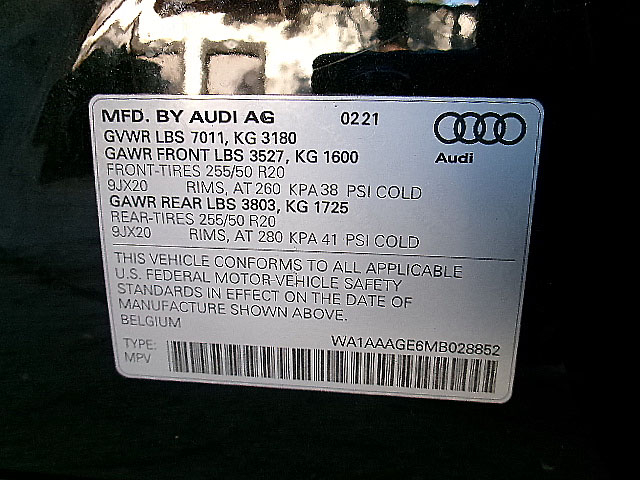 MFD. BY AUDI AG 0221
GVWR LBS 7011, KG 3180
GAWR FRONT LBS 3527, KG 1600
Audi
FRONT-TIRES 255/50 R20
9JX20 RIMS, AT 260 KPA 38 PSI COLD
GAWR REAR LBS 3803, KG 1725
REAR-TIRES 255/50 R20
9JX20 RIMS, AT 280 KPA 41 PSI COLD
THIS VEHICLE CONFORMS TO ALL APPLICABLE
U.S. FEDERAL MOTOR-VEHICLE SAFETY
STANDARDS IN EFFECT ON THE DATE OF
MANUFACTURE SHOWN ABOVE.
BELGIUM
WA1AAAGE6MB028852
TYPE:
MPV